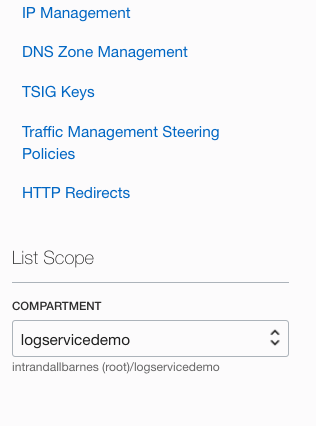 IP Management
DNS Zone Management
TSIG Keys
Traffic Management Steering
Policies
HTTP Redirects
List Scope
COMPARTMENT
logservicedemo
intrandallbarnes (root)/logservicedemo